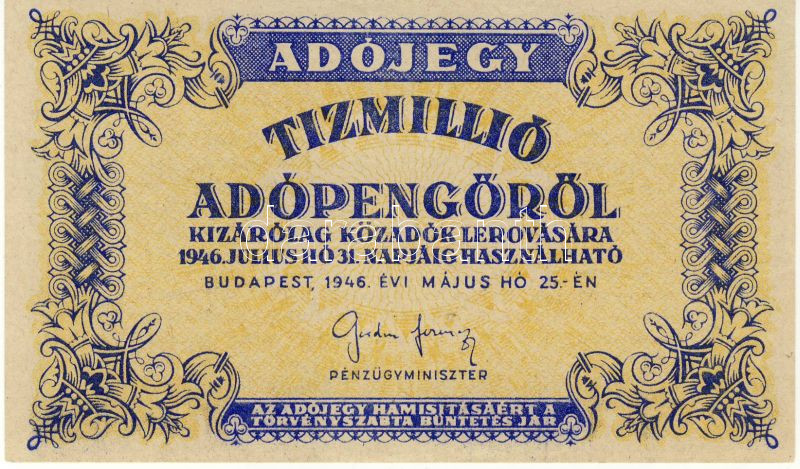 ADÓJEGY
TIZMILLIÓ
ADÓPENGŐRŐL
KIZÁRÓLAG KÖZADÓK LEROVÁSÁRA
1946. JULIUS HÓ 31. NAPJÁIG HASZNÁLHATÓ
BUDAPEST, 1946. ÉVI MÁJUS HÓ 25.-ÉN
PÉNZÜGYMINISZTER
AZ ADÓJEGY HAMISITÁSÁÉRT A
TÖRVÉNYSZABTA BÜNTETÉS JÁR